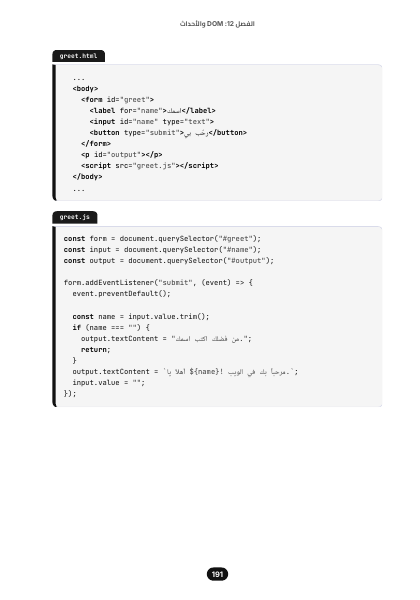 الفصل 12: DOM والأحداث
greet.html
...
<body>
<form id="greet">
<label for="name">اسمك</label>
<input id="name" type="text">
<button type="submit">رحّب بي</button>
</form>
<p id="output"></p>
<script src="greet.js"></script>
</body>
...
greet.js
const form = document.querySelector("#greet");
const input = document.querySelector("#name");
const output = document.querySelector("#output");
form.addEventListener("submit", (event) => {
event.preventDefault();
const name = input.value.trim();
if (name === "") {
output.textContent = "من فضلك اكتب اسمك.";
return;
}
output.textContent = `أهلًا يا ${name}! مرحبًا بك في الويب.`;
input.value = "";
});
191